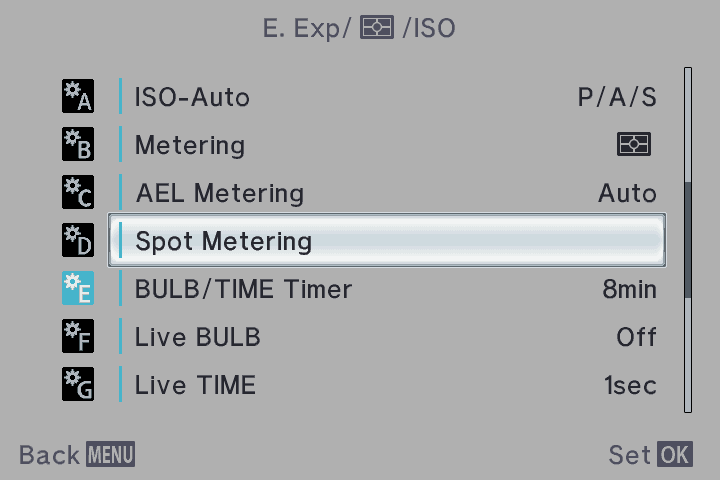 E. Exp/ /ISO
A ISO-Auto P/A/S
B Metering
C AEL Metering Auto
D Spot Metering
E BULB/TIME Timer 8min
F Live BULB Off
G Live TIME 1sec
Back MENU Set OK